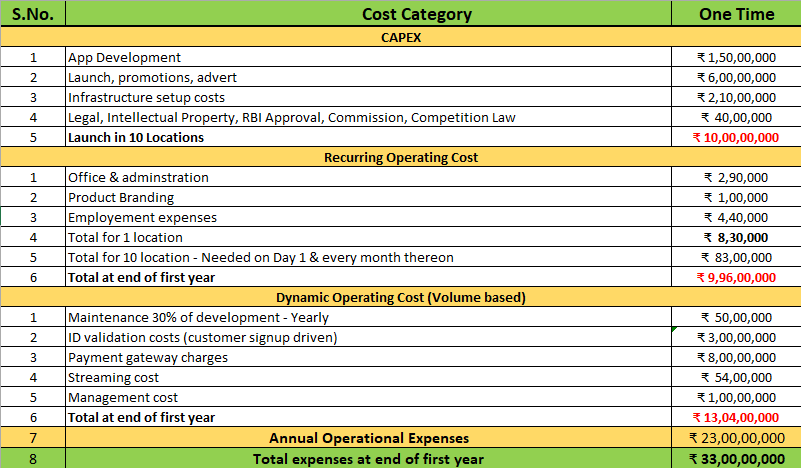 S.No. Cost Category One Time
CAPEX
1 App Development ₹ 1,50,00,000
2 Launch, promotions, advert ₹ 6,00,00,000
3 Infrastructure setup costs ₹ 2,10,00,000
4 Legal, Intellectual Property, RBI Approval, Commission, Competition Law ₹ 40,00,000
5 Launch in 10 Locations ₹ 10,00,00,000
Recurring Operating Cost
1 Office & adminstration ₹ 2,90,000
2 Product Branding ₹ 1,00,000
3 Employement expenses ₹ 4,40,000
4 Total for 1 location ₹ 8,30,000
5 Total for 10 location - Needed on Day 1 & every month thereon ₹ 83,00,000
6 Total at end of first year ₹ 9,96,00,000
Dynamic Operating Cost (Volume based)
1 Maintenance 30% of development - Yearly ₹ 50,00,000
2 ID validation costs (customer signup driven) ₹ 3,00,00,000
3 Payment gateway charges ₹ 8,00,00,000
4 Streaming cost ₹ 54,00,000
5 Management cost ₹ 1,00,00,000
6 Total at end of first year ₹ 13,04,00,000
7 Annual Operational Expenses ₹ 23,00,00,000
8 Total expenses at end of first year ₹ 33,00,00,000